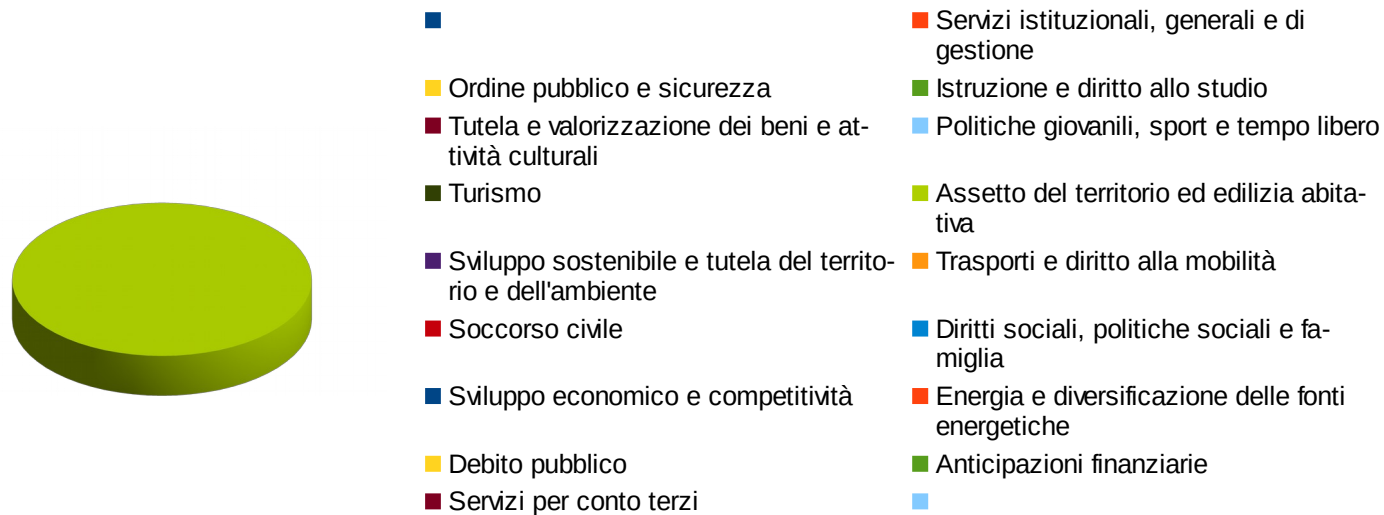 Servizi istituzionali, generali e di
gestione
Ordine pubblico e sicurezza
Istruzione e diritto allo studio
Tutela e valorizzazione dei beni e at-
tività culturali
Politiche giovanili, sport e tempo libero
Turismo
Assetto del territorio ed edilizia abita-
tiva
Sviluppo sostenibile e tutela del territo-
rio e dell'ambiente
Trasporti e diritto alla mobilità
Soccorso civile
Diritti sociali, politiche sociali e fa-
miglia
Sviluppo economico e competitività
Energia e diversificazione delle fonti
energetiche
Debito pubblico
Anticipazioni finanziarie
Servizi per conto terzi